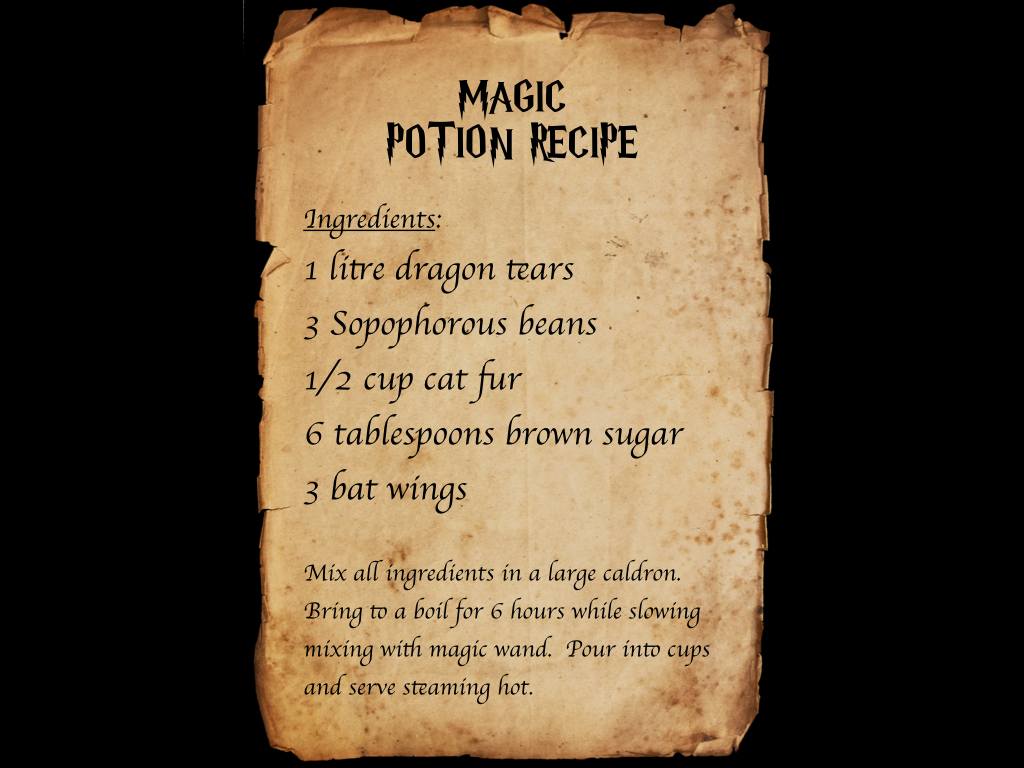 MAGIC
POTION RECIPE
Ingredients:
1 litre dragon tears
3 Sopophorous beans
1/2 cup cat fur
6 tablespoons brown sugar
3 bat wings
Mix all ingredients in a large caldron.
Bring to a boil for 6 hours while slowing
mixing with magic wand. Pour into cups
and serve steaming hot.